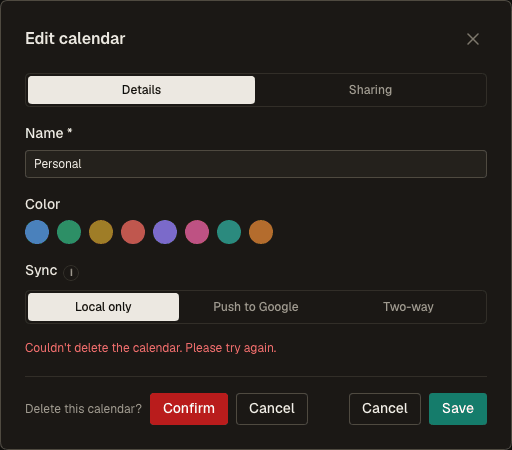 Edit calendar
Details
Sharing
Name *
Personal
Color
Sync i
Local only
Push to Google
Two-way
Couldn't delete the calendar. Please try again.
Delete this calendar?
Confirm
Cancel
Cancel
Save